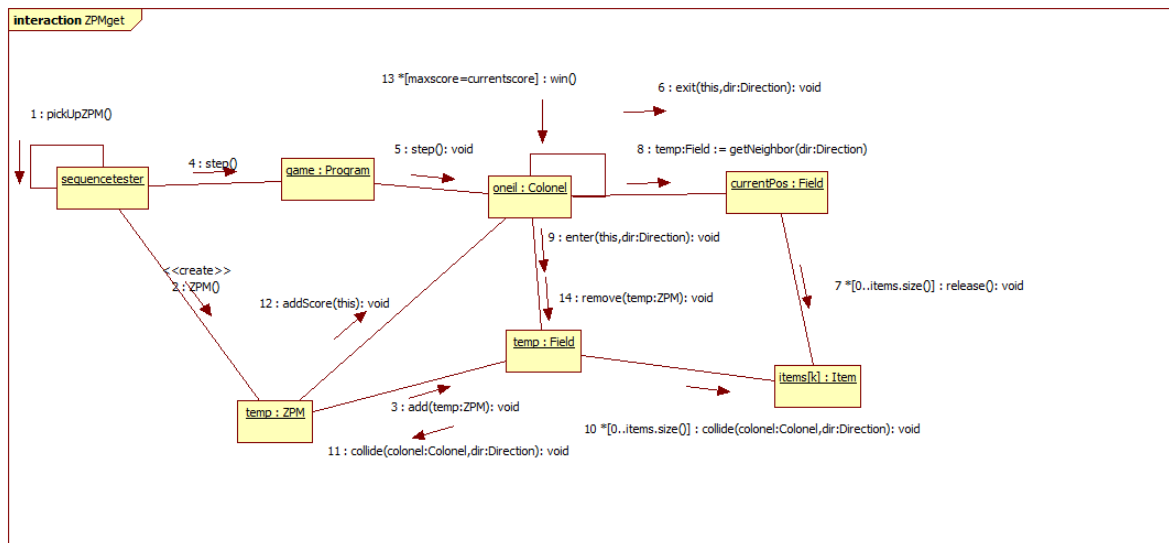 interaction ZPMget
13 *[maxscore=currentscore] : win()
6 : exit(this,dir:Direction): void
1 : pickUpZPM()
4 : step()
5 : step(): void
8 : temp:Field := getNeighbor(dir:Direction)
sequencetester
game : Program
oneil : Colonel
currentPos : Field
9 : enter(this,dir:Direction): void
<<create>>
2 : ZPM()
12 : addScore(this): void
14 : remove(temp:ZPM): void
7 *[0..items.size()] : release(): void
temp : Field
items[k] : Item
temp : ZPM
3 : add(temp:ZPM): void
10 *[0..items.size()] : collide(colonel:Colonel,dir:Direction): void
11 : collide(colonel:Colonel,dir:Direction): void